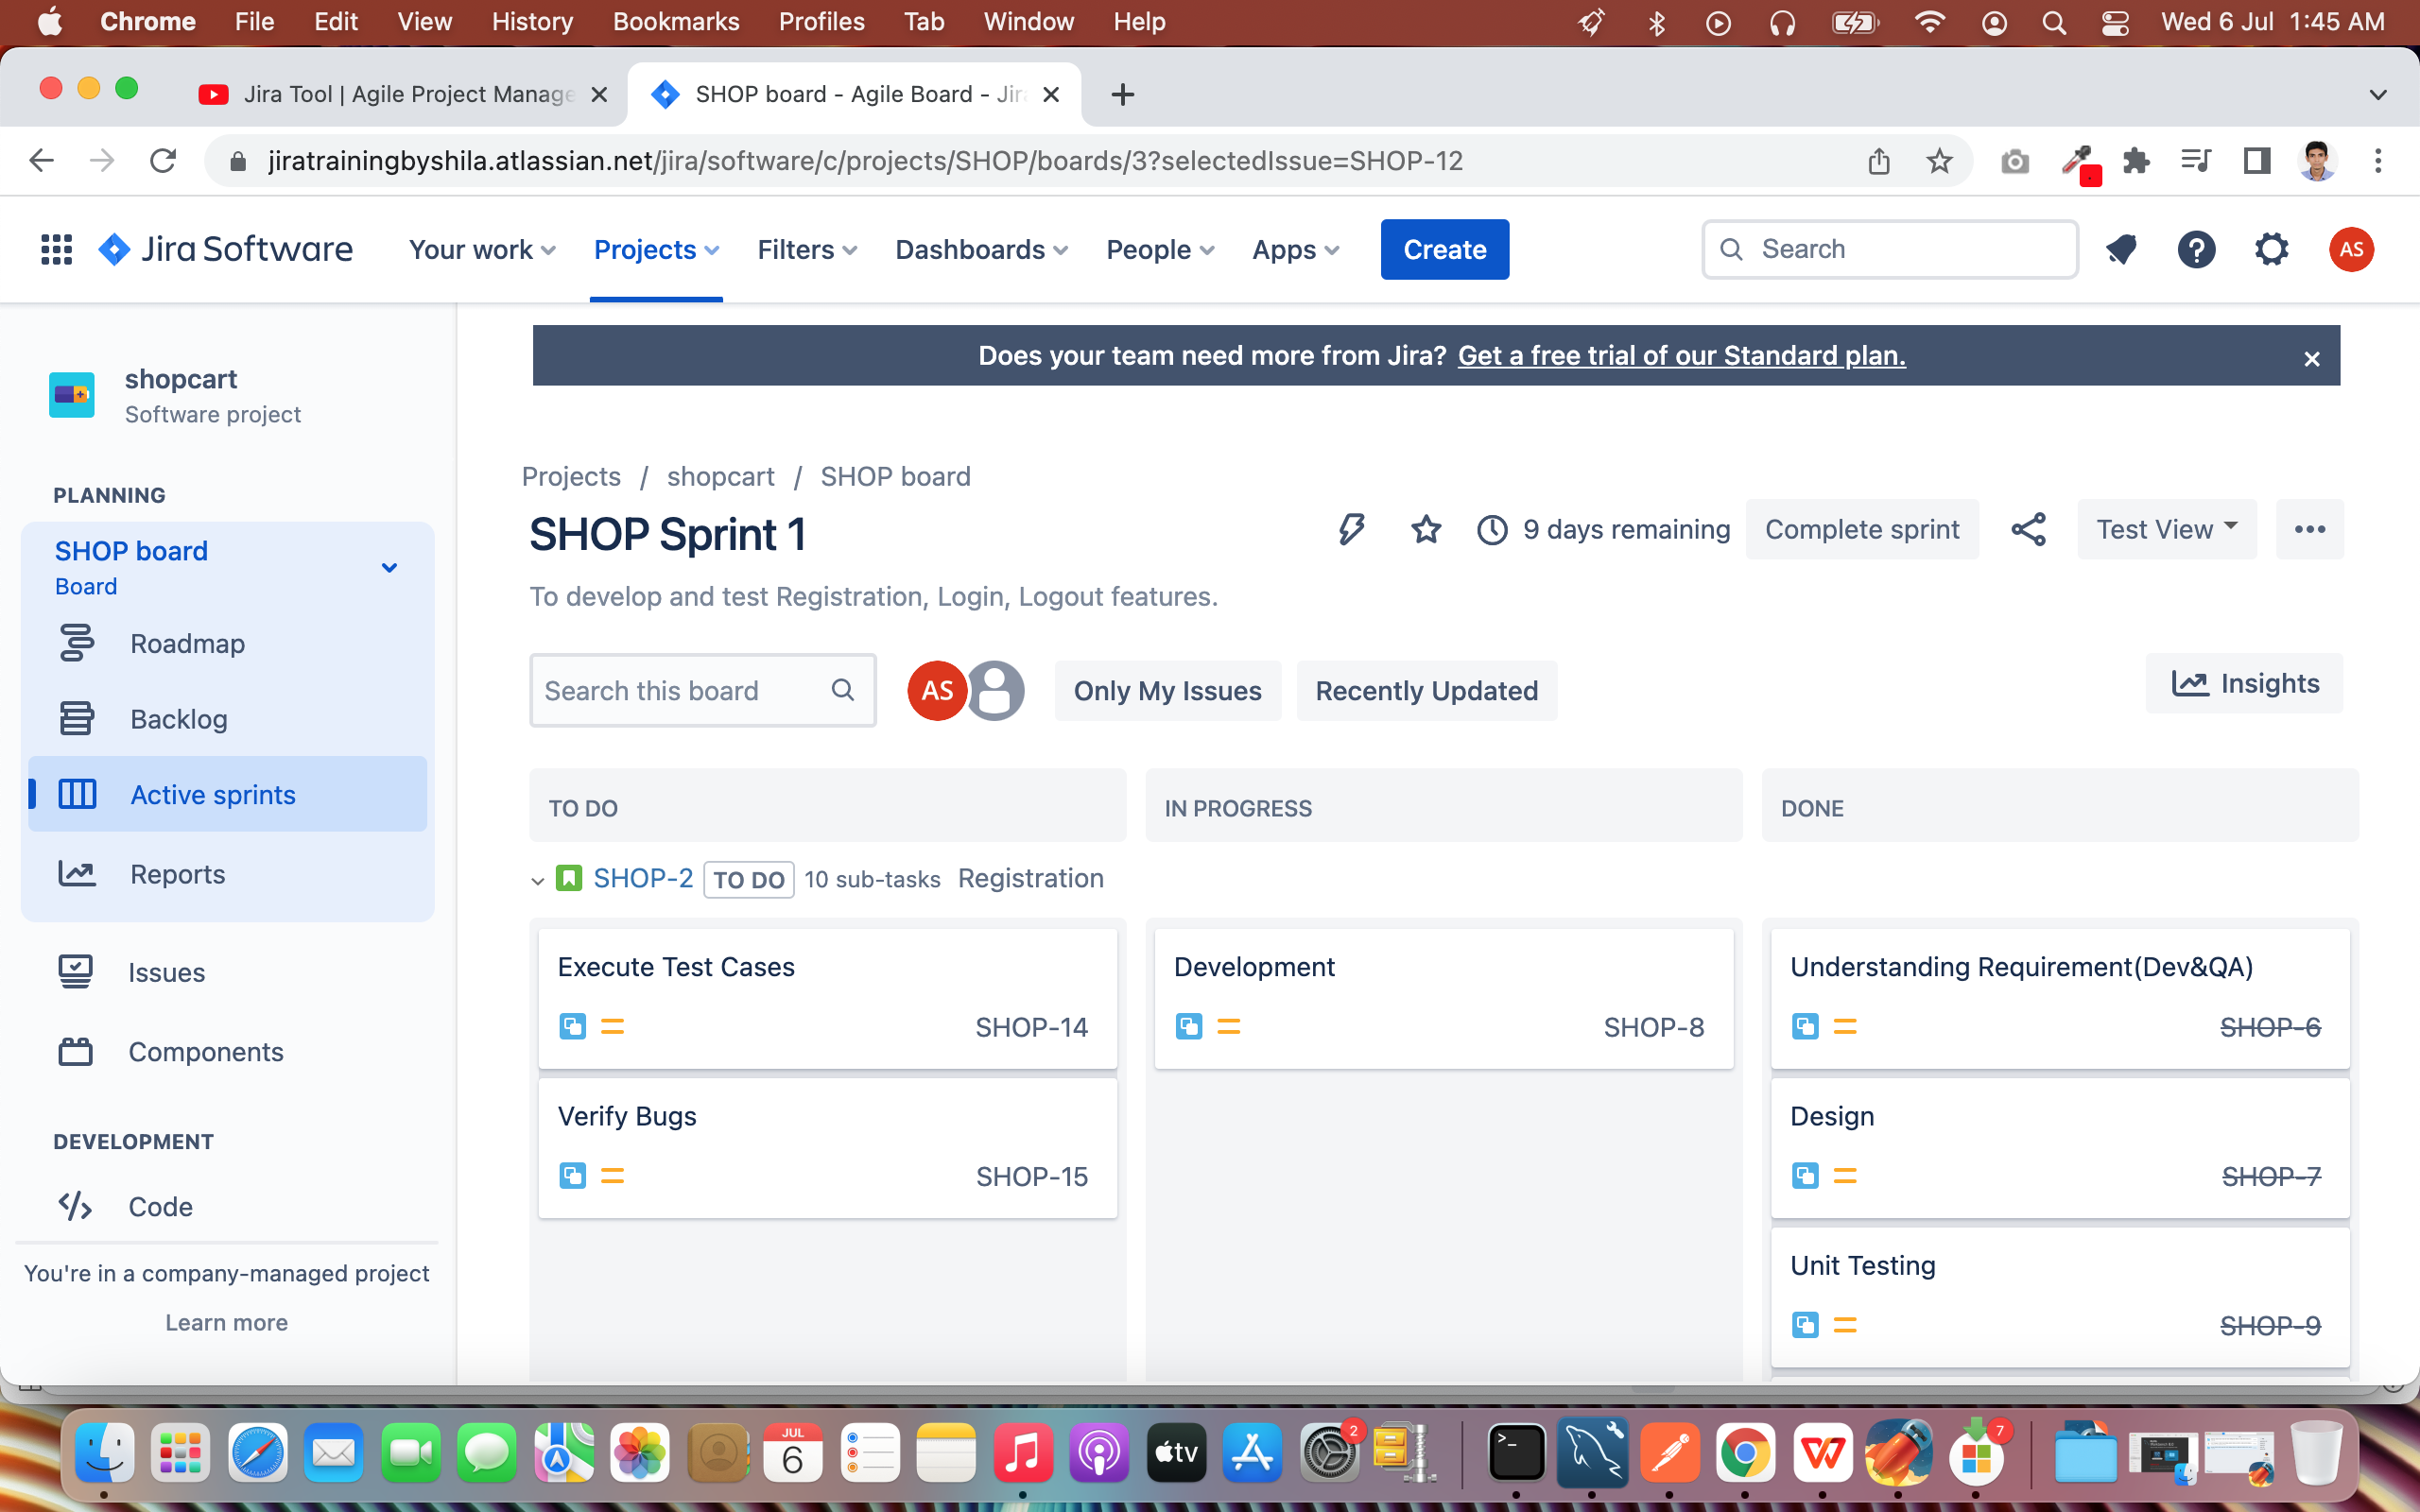 Chrome File Edit View History Bookmarks Profiles Tab Window Help Wed 6 Jul 1:45 AM
Jira Tool | Agile Project Manage
SHOP board - Agile Board - Jir
jiratrainingbyshila.atlassian.net/jira/software/c/projects/SHOP/boards/3?selectedIssue=SHOP-12
Jira Software Your work Projects Filters Dashboards People Apps Create Search AS
Does your team need more from Jira? Get a free trial of our Standard plan.
shopcart
Software project
PLANNING
SHOP board
Board
Roadmap
Backlog
Active sprints
Reports
Issues
Components
DEVELOPMENT
Code
You're in a company-managed project
Learn more
Projects / shopcart / SHOP board
SHOP Sprint 1
9 days remaining Complete sprint Test View
To develop and test Registration, Login, Logout features.
Search this board AS Only My Issues Recently Updated Insights
TO DO IN PROGRESS DONE
SHOP-2 TO DO 10 sub-tasks Registration
Execute Test Cases
SHOP-14
Verify Bugs
SHOP-15
Development
SHOP-8
Understanding Requirement(Dev&QA)
SHOP-6
Design
SHOP-7
Unit Testing
SHOP-9
JUL
6
tv
2
7